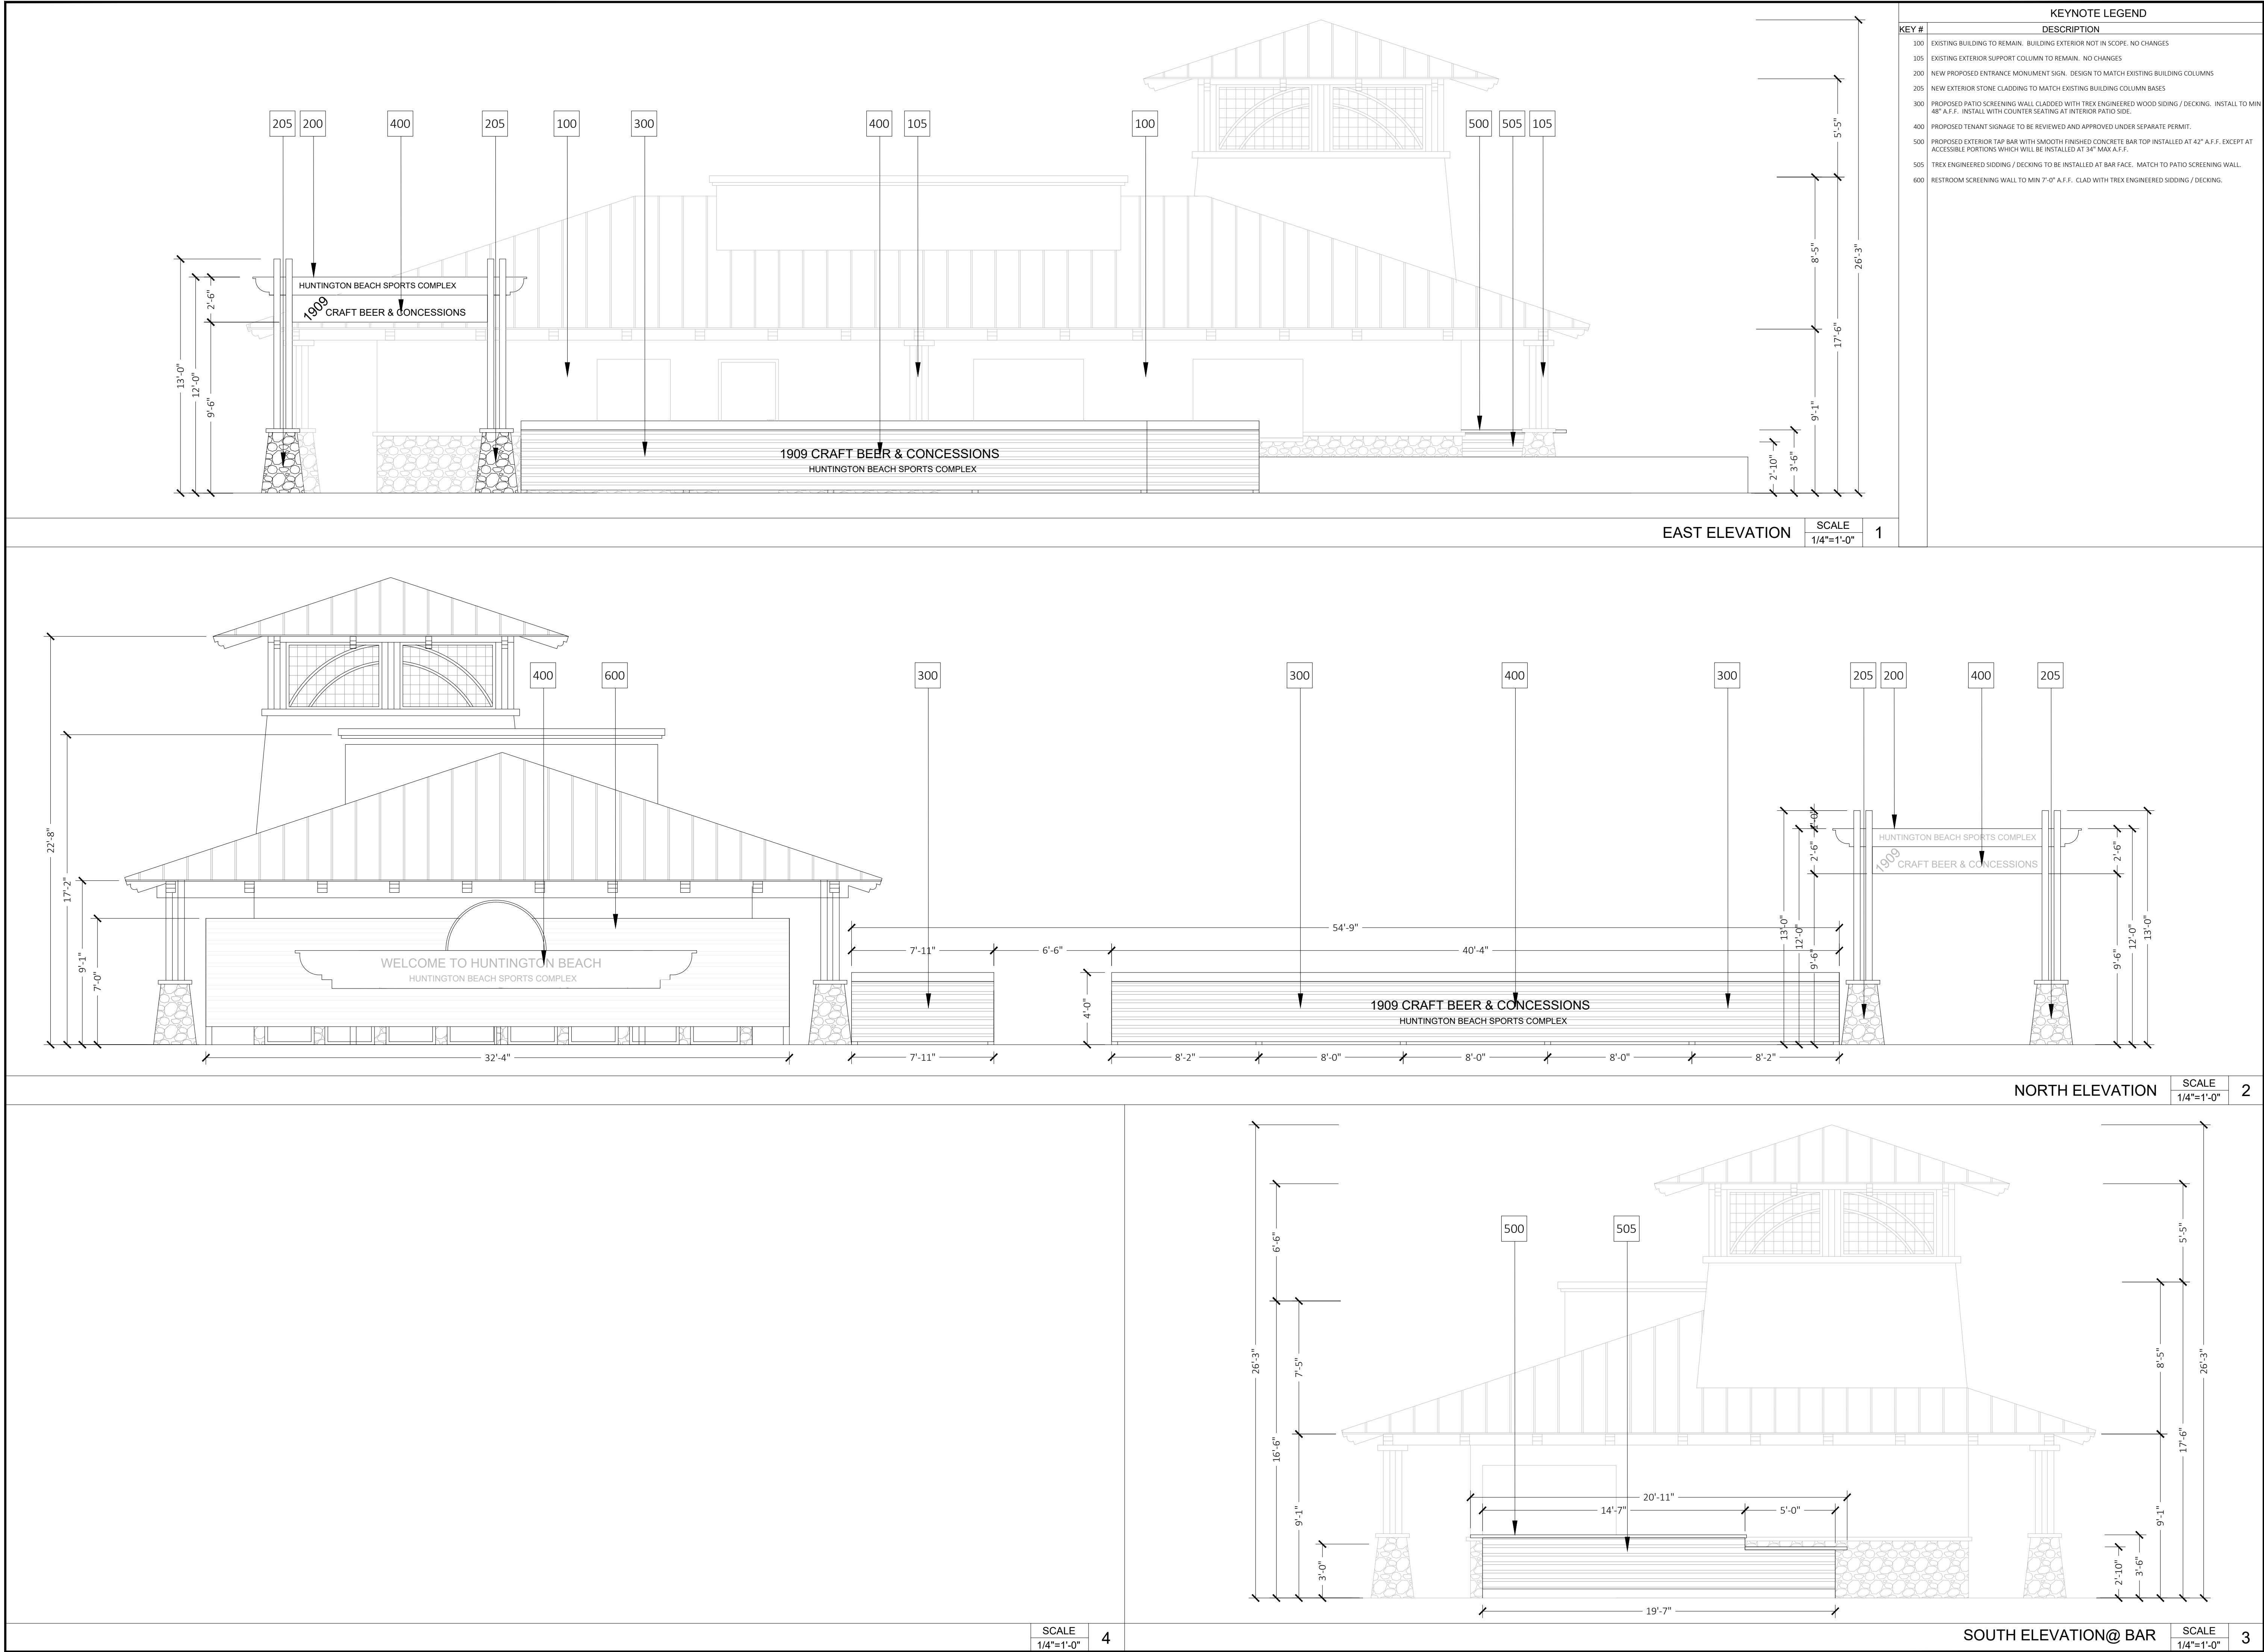 KEYNOTE LEGEND
KEY # DESCRIPTION
100 EXISTING BUILDING TO REMAIN. BUILDING EXTERIOR NOT IN SCOPE. NO CHANGES
105 EXISTING EXTERIOR SUPPORT COLUMN TO REMAIN. NO CHANGES
200 NEW PROPOSED ENTRANCE MONUMENT SIGN. DESIGN TO MATCH EXISTING BUILDING COLUMNS
205 NEW EXTERIOR STONE CLADDING TO MATCH EXISTING BUILDING COLUMN BASES
300 PROPOSED PATIO SCREENING WALL CLADDED WITH TREX ENGINEERED WOOD SIDING / DECKING. INSTALL TO MIN
48" A.F.F. INSTALL WITH COUNTER SEATING AT INTERIOR PATIO SIDE.
400 PROPOSED TENANT SIGNAGE TO BE REVIEWED AND APPROVED UNDER SEPARATE PERMIT.
500 PROPOSED EXTERIOR TAP BAR WITH SMOOTH FINISHED CONCRETE BAR TOP INSTALLED AT 42" A.F.F. EXCEPT AT
ACCESSIBLE PORTIONS WHICH WILL BE INSTALLED AT 34" MAX A.F.F.
505 TREX ENGINEERED SIDDING / DECKING TO BE INSTALLED AT BAR FACE. MATCH TO PATIO SCREENING WALL.
600 RESTROOM SCREENING WALL TO MIN 7'-0" A.F.F. CLAD WITH TREX ENGINEERED SIDDING / DECKING.
205 200 400 205 100 300 400 105 100 500 505 105
HUNTINGTON BEACH SPORTS COMPLEX
1909 CRAFT BEER & CONCESSIONS
13'-0"
12'-0"
2'-6"
9'-6"
1909 CRAFT BEER & CONCESSIONS
HUNTINGTON BEACH SPORTS COMPLEX
5'-5"
8'-5"
26'-3"
17'-6"
9'-1"
2'-10"
3'-6"
EAST ELEVATION SCALE 1/4"=1'-0" 1
400 600 300 300 400 300 205 200 400 205
22'-8"
17'-2"
9'-1"
7'-0"
WELCOME TO HUNTINGTON BEACH
HUNTINGTON BEACH SPORTS COMPLEX
32'-4"
54'-9"
7'-11" 6'-6" 40'-4"
4'-0"
1909 CRAFT BEER & CONCESSIONS
HUNTINGTON BEACH SPORTS COMPLEX
7'-11" 8'-2" 8'-0" 8'-0" 8'-0" 8'-2"
13'-0"
12'-0"
1'-0"
2'-6"
9'-6"
HUNTINGTON BEACH SPORTS COMPLEX
1909 CRAFT BEER & CONCESSIONS
2'-6"
9'-6"
12'-0"
13'-0"
NORTH ELEVATION SCALE 1/4"=1'-0" 2
SCALE 1/4"=1'-0" 4
500 505
26'-3"
6'-6"
16'-6"
7'-5"
9'-1"
3'-0"
20'-11"
14'-7" 5'-0"
19'-7"
5'-5"
8'-5"
26'-3"
17'-6"
9'-1"
2'-10"
3'-6"
SOUTH ELEVATION@ BAR SCALE 1/4"=1'-0" 3